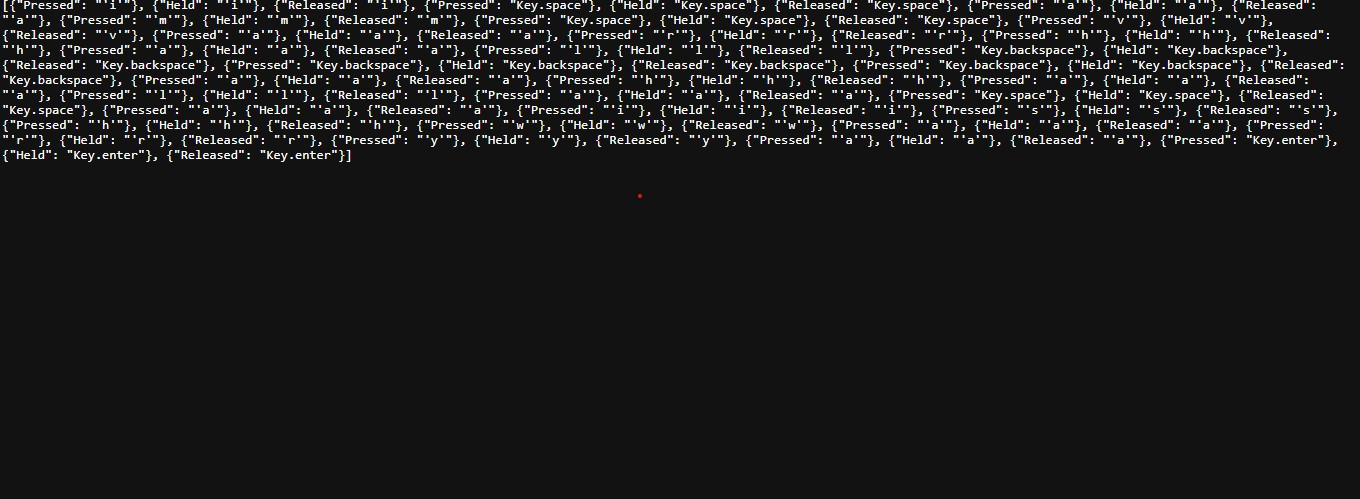 [{"Pressed": "'i'"}, {"Held": "'i'"}, {"Released": "'i'"}, {"Pressed": "Key.space"}, {"Held": "Key.space"}, {"Released": "Key.space"}, {"Pressed": "'a'"}, {"Held": "'a'"}, {"Released":
"'a'"}, {"Pressed": "'m'"}, {"Held": "'m'"}, {"Released": "'m'"}, {"Pressed": "Key.space"}, {"Held": "Key.space"}, {"Released": "Key.space"}, {"Pressed": "'v'"}, {"Held": "'v'"},
{"Released": "'v'"}, {"Pressed": "'a'"}, {"Held": "'a'"}, {"Released": "'a'"}, {"Pressed": "'r'"}, {"Held": "'r'"}, {"Released": "'r'"}, {"Pressed": "'h'"}, {"Held": "'h'"}, {"Released":
"'h'"}, {"Pressed": "'a'"}, {"Held": "'a'"}, {"Released": "'a'"}, {"Pressed": "'l'"}, {"Held": "'l'"}, {"Released": "'l'"}, {"Pressed": "Key.backspace"}, {"Held": "Key.backspace"},
{"Released": "Key.backspace"}, {"Pressed": "Key.backspace"}, {"Held": "Key.backspace"}, {"Released": "Key.backspace"}, {"Pressed": "Key.backspace"}, {"Held": "Key.backspace"}, {"Released":
"Key.backspace"}, {"Pressed": "'a'"}, {"Held": "'a'"}, {"Released": "'a'"}, {"Pressed": "'h'"}, {"Held": "'h'"}, {"Released": "'h'"}, {"Pressed": "'a'"}, {"Held": "'a'"}, {"Released":
"'a'"}, {"Pressed": "'l'"}, {"Held": "'l'"}, {"Released": "'l'"}, {"Pressed": "'a'"}, {"Held": "'a'"}, {"Released": "'a'"}, {"Pressed": "Key.space"}, {"Held": "Key.space"}, {"Released":
"Key.space"}, {"Pressed": "'a'"}, {"Held": "'a'"}, {"Released": "'a'"}, {"Pressed": "'i'"}, {"Held": "'i'"}, {"Released": "'i"}, {"Pressed": "'s'"}, {"Held": "'s'"}, {"Released": "'s'"},
{"Pressed": "'h'"}, {"Held": "'h'"}, {"Released": "'h'"}, {"Pressed": "'w'"}, {"Held": "'w'"}, {"Released": "'w'"}, {"Pressed": "'a'"}, {"Held": "'a'"}, {"Released": "'a'"}, {"Pressed":
"'r'"}, {"Held": "'r'"}, {"Released": "'r'"}, {"Pressed": "'y'"}, {"Held": "'y'"}, {"Released": "'y'"}, {"Pressed": "'a'"}, {"Held": "'a'"}, {"Released": "'a'"}, {"Pressed": "Key.enter"},
{"Held": "Key.enter"}, {"Released": "Key.enter"}]